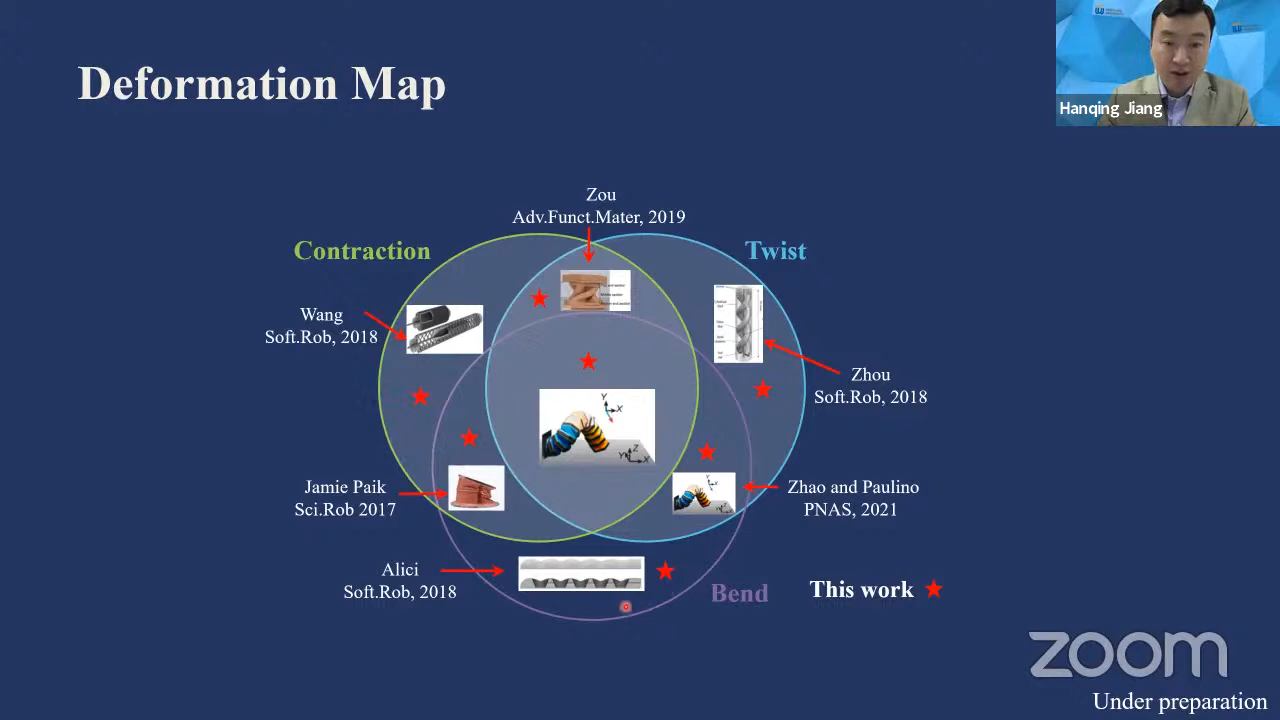 Deformation Map
Hanqing Jiang
Zou
Adv.Funct.Mater, 2019
Contraction
Twist
Wang
Soft.Rob, 2018
Zhou
Soft.Rob, 2018
Y
X
Y
Z
X
Jamie Paik
Sci.Rob 2017
Zhao and Paulino
PNAS, 2021
Alici
Soft.Rob, 2018
Bend
This work
zoom
Under preparation